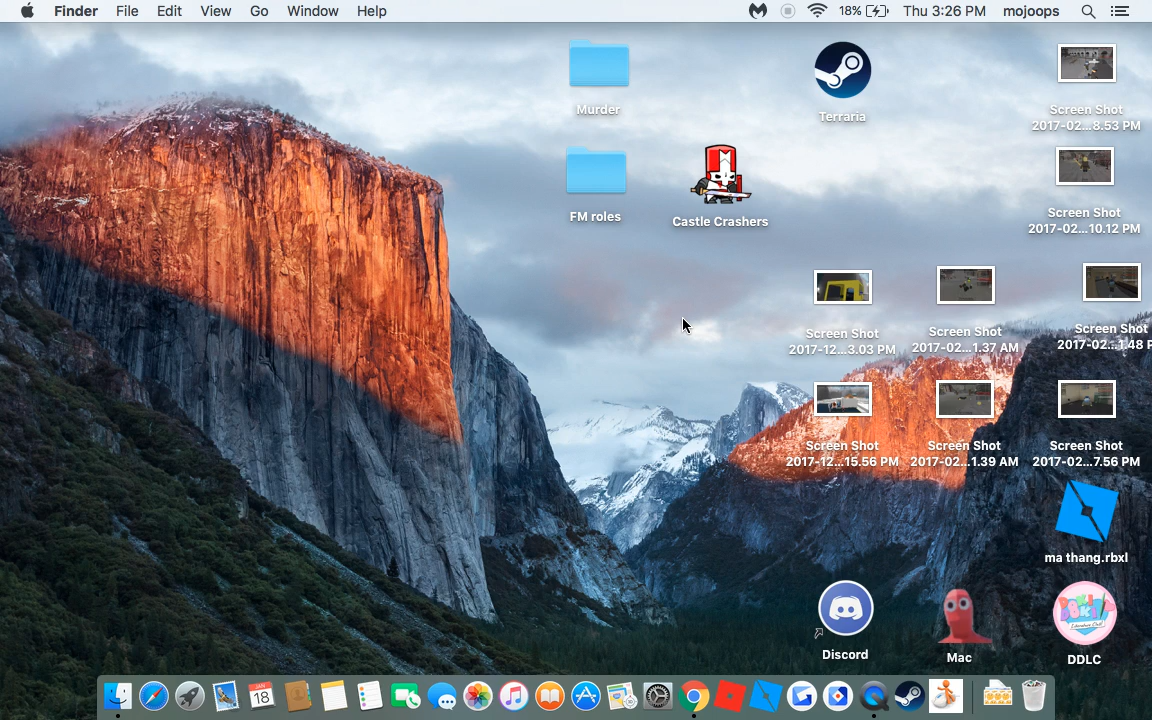 Finder File Edit View Go Window Help 18% Thu 3:26 PM mojoops
Murder
Terraria
Screen Shot
2017-02...8.53 PM
FM roles
Castle Crashers
Screen Shot
2017-02...10.12 PM
Screen Shot
2017-12...3.03 PM
Screen Shot
2017-02...1.37 AM
Screen Shot
2017-02...1.48 P
Screen Shot
2017-12...15.56 PM
Screen Shot
2017-02...1.39 AM
Screen Shot
2017-02...7.56 PM
ma thang.rbxl
Discord
Mac
DDLC
JAN
18